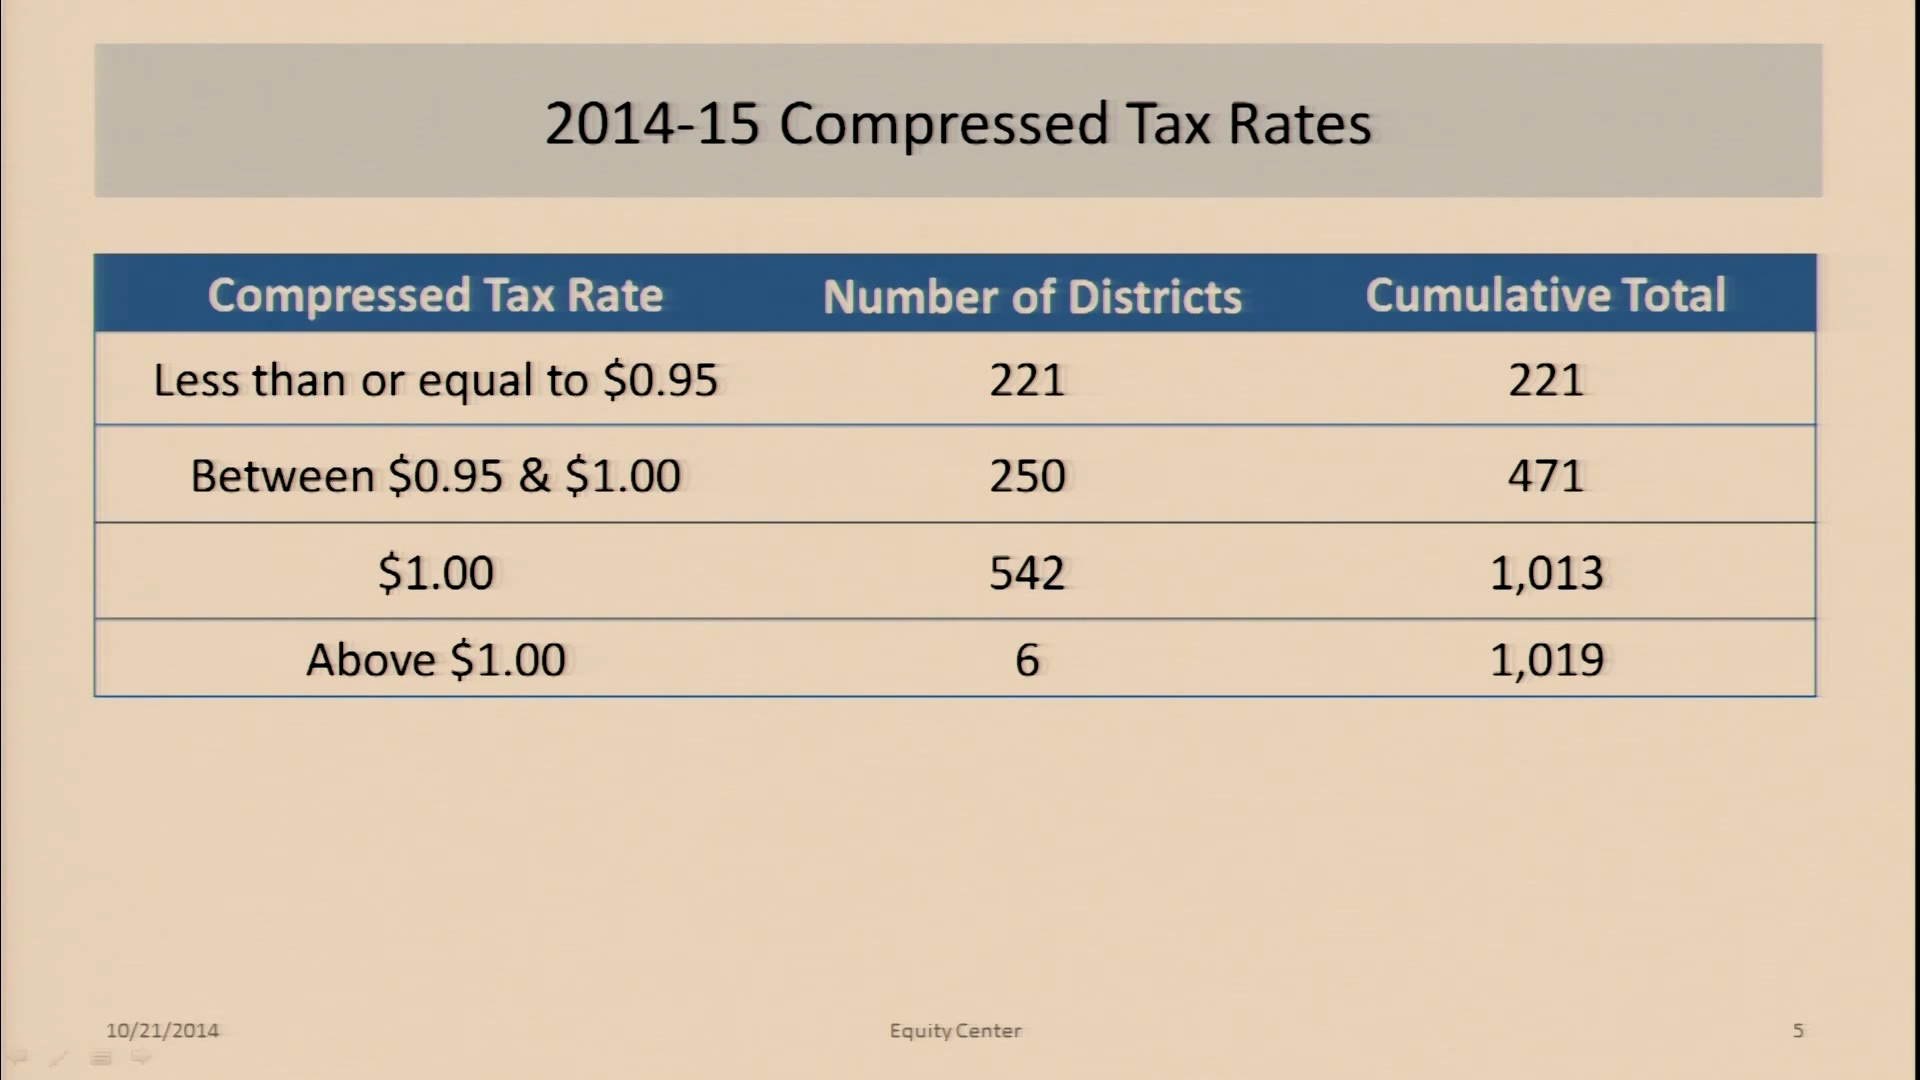 2014-15 Compressed Tax Rates
Compressed Tax Rate Number of Districts Cumulative Total
Less than or equal to $0.95 221 221
Between $0.95 & $1.00 250 471
$1.00 542 1,013
Above $1.00 6 1,019
10/21/2014 Equity Center 5